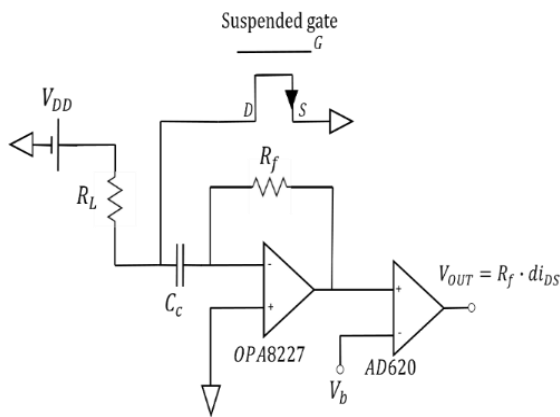 Suspended gate
G
V_DD
D
S
R_f
R_L
-
+
C_c
OPA8227
+
-
AD620
V_b
V_OUT = R_f · di_DS